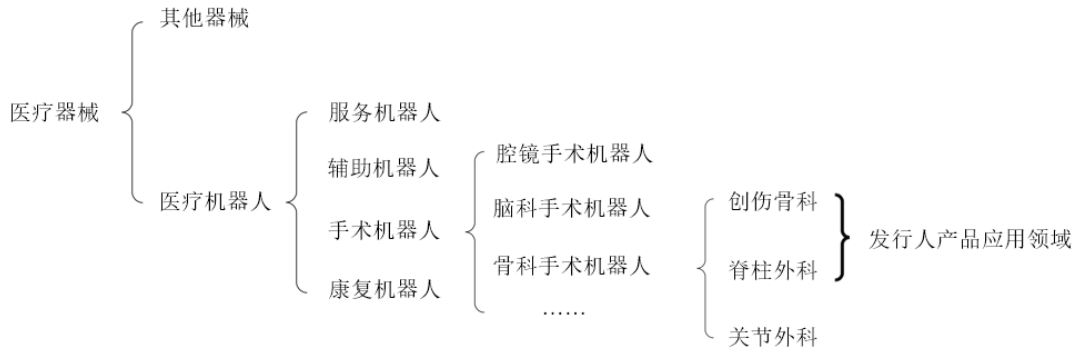 其他器械
医疗器械
医疗机器人
服务机器人
辅助机器人
手术机器人
康复机器人
腔镜手术机器人
脑科手术机器人
骨科手术机器人
……
创伤骨科
脊柱外科
关节外科
发行人产品应用领域